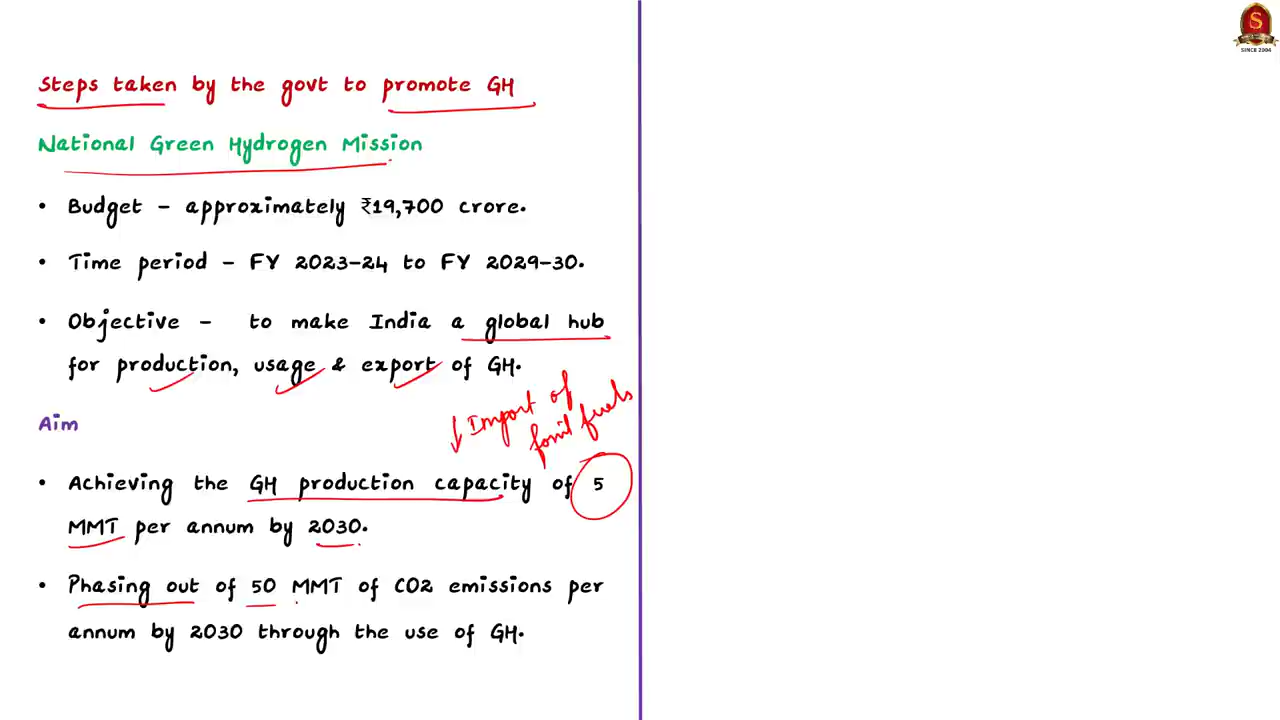 S
SINCE 2004
Steps taken by the govt to promote GH
National Green Hydrogen Mission
• Budget - approximately ₹19,700 crore.
• Time period - FY 2023-24 to FY 2029-30.
• Objective - to make India a global hub
for production, usage & export of GH.
↓ Import of
fossil fuels
Aim
• Achieving the GH production capacity of 5
MMT per annum by 2030.
• Phasing out of 50 MMT of CO2 emissions per
annum by 2030 through the use of GH.